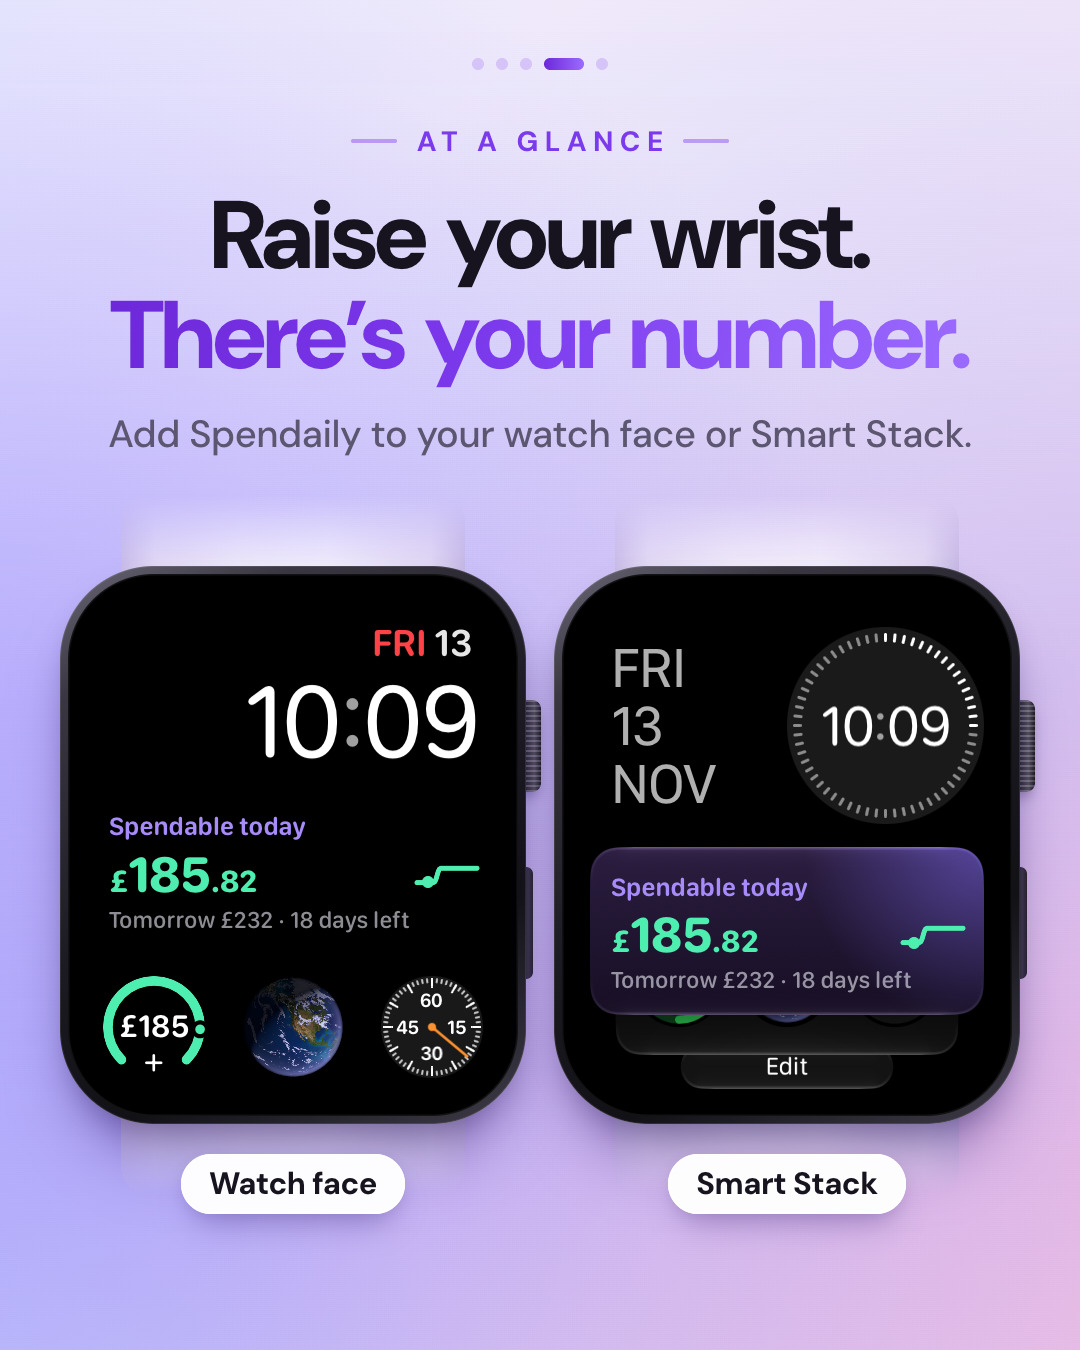 AT A GLANCE
Raise your wrist.
There's your number.
Add Spendaily to your watch face or Smart Stack.
FRI 13
10:09
Spendable today
£185.82
Tomorrow £232 · 18 days left
£185
+
60
45
15
30
Watch face
FRI
13
NOV
10:09
Spendable today
£185.82
Tomorrow £232 · 18 days left
Edit
Smart Stack